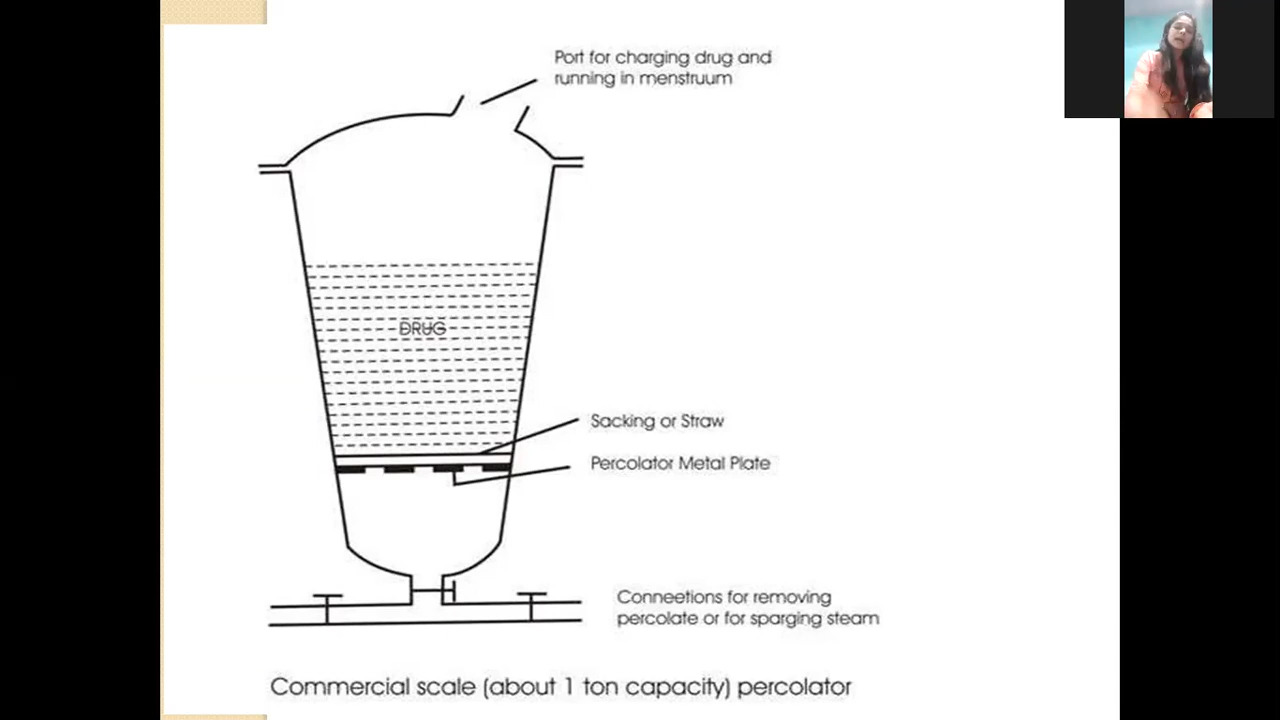 Port for charging drug and
running in menstruum
DRUG
Sacking or Straw
Percolator Metal Plate
Conneetions for removing
percolate or for sparging steam
Commercial scale (about 1 ton capacity) percolator